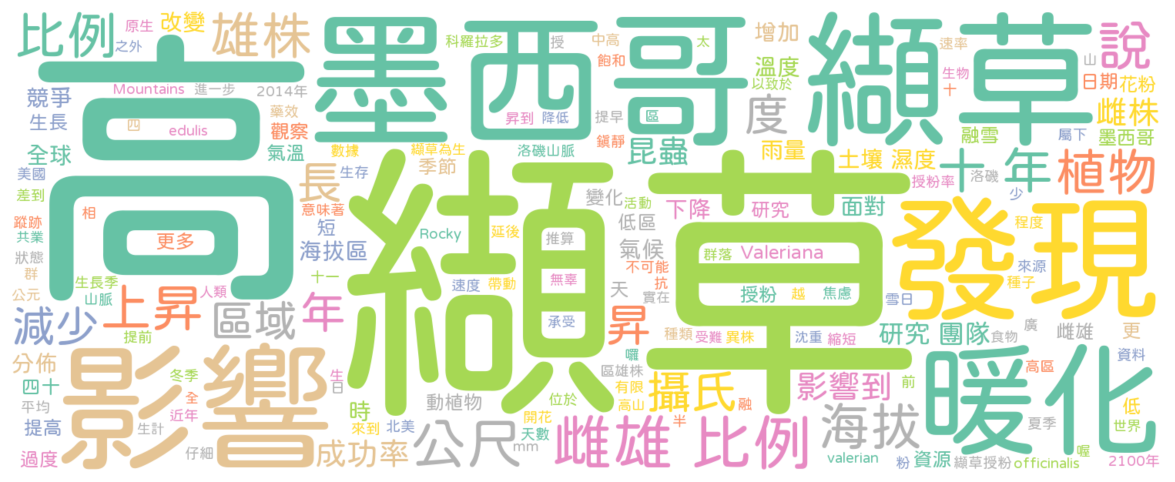 比例
之外
原生
改變
雄株
高
墨西哥
科羅拉多
授
中高
飽和
太
增加
溫度
以致於
纈草
速率
生物
十
山
說
日期
花粉
競爭
生長
Mountains
進一步
2014年
藥效
四
edulis
觀察
昇到
降低
提早
區
鎮靜
度
融雪
屬下
雌株
墨西哥
全球
氣溫
數據
纈草為生
季節
洛磯山脈
昆蟲
雨量
土壤
濕度
十
年
植物
美國
差到
生存
長
授粉率
洛磯
少
蹤跡
相
共業
意味著
短
纈草
變化
活動
下降
研究
面對
發現
程度
狀態
更多
海拔區
Rocky
延後
推算
低區
氣候
群落
Valeriana
來源
種子
群
生長季
十一
速度
帶動
無辜
不可能
抗
天
實在
授粉
越
焦慮
雪日
公元
山脈
人類
上昇
減少
提前
區域
年
承受
昇
種類
受難
異株
沈重
縮短
研究
團隊
食物
廣
雌雄
更
分佈
影響
四十
冬季
全
平均
近年
提高
生計
仔細
過度
生
日
時
區雄株
有限
攝氏
影響到
前
暖化
高區
資料
低
世界
動植物
位於
高山
融
開花
來到
北美
天數
半
公尺
mm
雌雄
比例
海拔
夏季
喔
成功率
valerian
粉
資源
纈草授粉
officinalis
2100年
囉